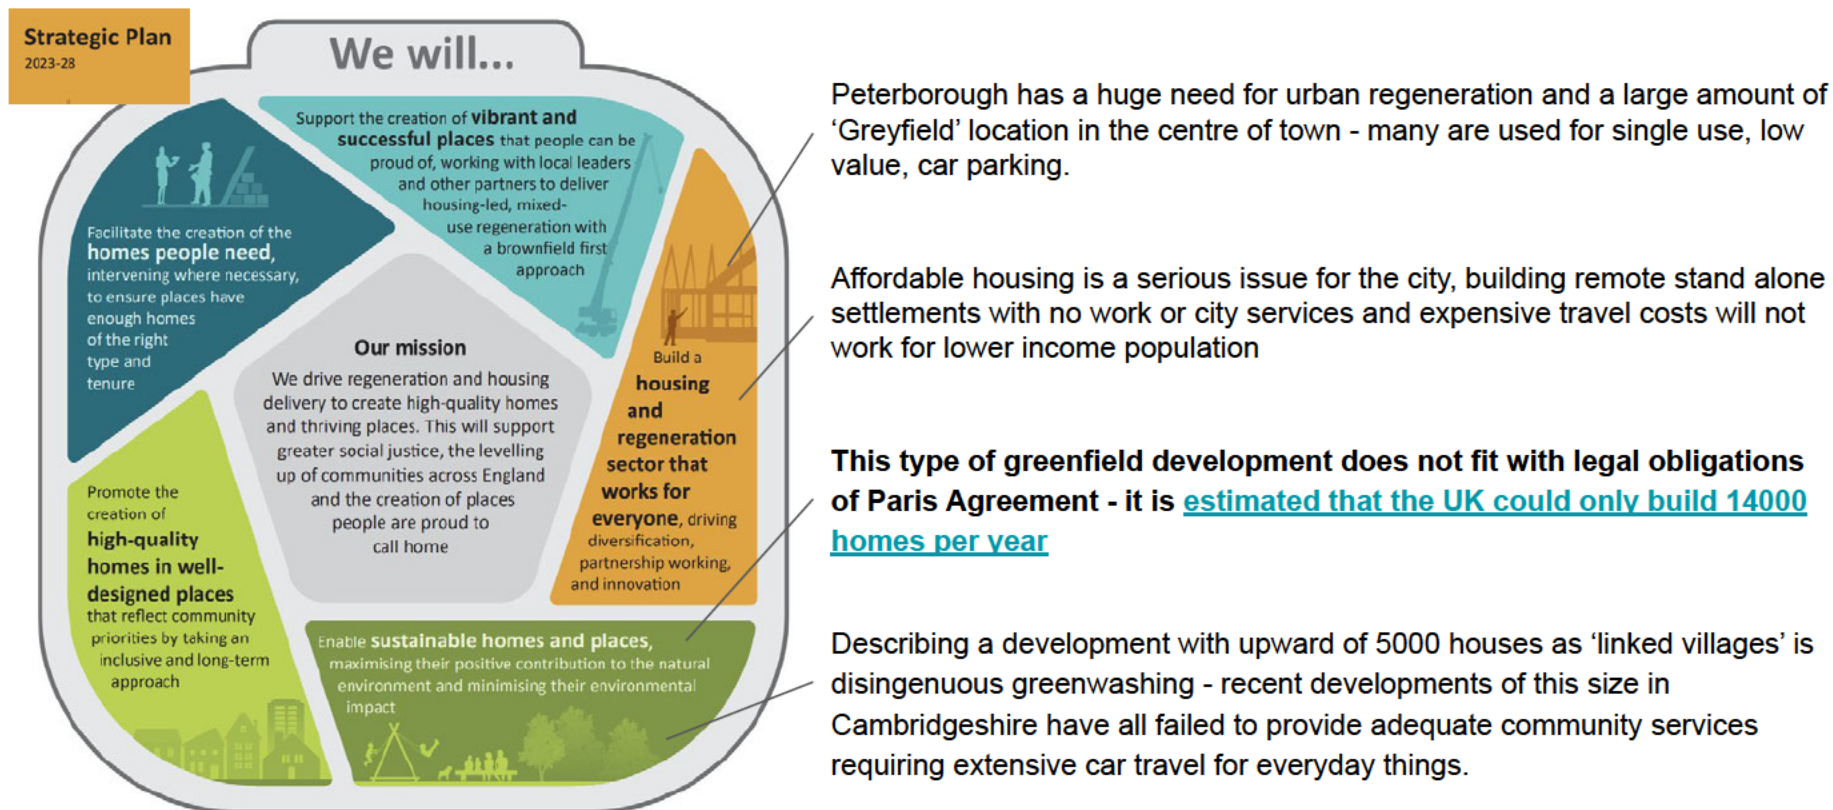 Strategic Plan
2023-28
We will...
Support the creation of vibrant and
successful places that people can be
proud of, working with local leaders
and other partners to deliver
housing-led, mixed-
use regeneration with
a brownfield first
approach
Facilitate the creation of the
homes people need,
intervening where necessary,
to ensure places have
enough homes
of the right
type and
tenure
Our mission
We drive regeneration and housing
delivery to create high-quality homes
and thriving places. This will support
greater social justice, the levelling
up of communities across England
and the creation of places
people are proud to
call home
Build a
housing
and
regeneration
sector that
works for
everyone, driving
diversification,
partnership working,
and innovation
Promote the
creation of
high-quality
homes in well-
designed places
that reflect community
priorities by taking an
inclusive and long-term
approach
Enable sustainable homes and places,
maximising their positive contribution to the natural
environment and minimising their environmental
impact
Peterborough has a huge need for urban regeneration and a large amount of
‘Greyfield’ location in the centre of town - many are used for single use, low
value, car parking.
Affordable housing is a serious issue for the city, building remote stand alone
settlements with no work or city services and expensive travel costs will not
work for lower income population
This type of greenfield development does not fit with legal obligations
of Paris Agreement - it is estimated that the UK could only build 14000
homes per year
Describing a development with upward of 5000 houses as ‘linked villages’ is
disingenuous greenwashing - recent developments of this size in
Cambridgeshire have all failed to provide adequate community services
requiring extensive car travel for everyday things.